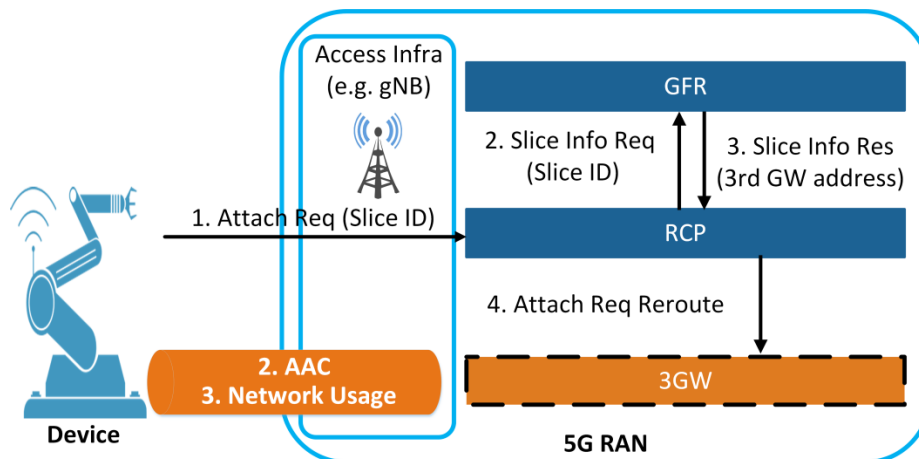 Access Infra
(e.g. gNB)
GFR
2. Slice Info Req
(Slice ID)
3. Slice Info Res
(3rd GW address)
1. Attach Req (Slice ID)
RCP
4. Attach Req Reroute
2. AAC
3. Network Usage
3GW
Device
5G RAN